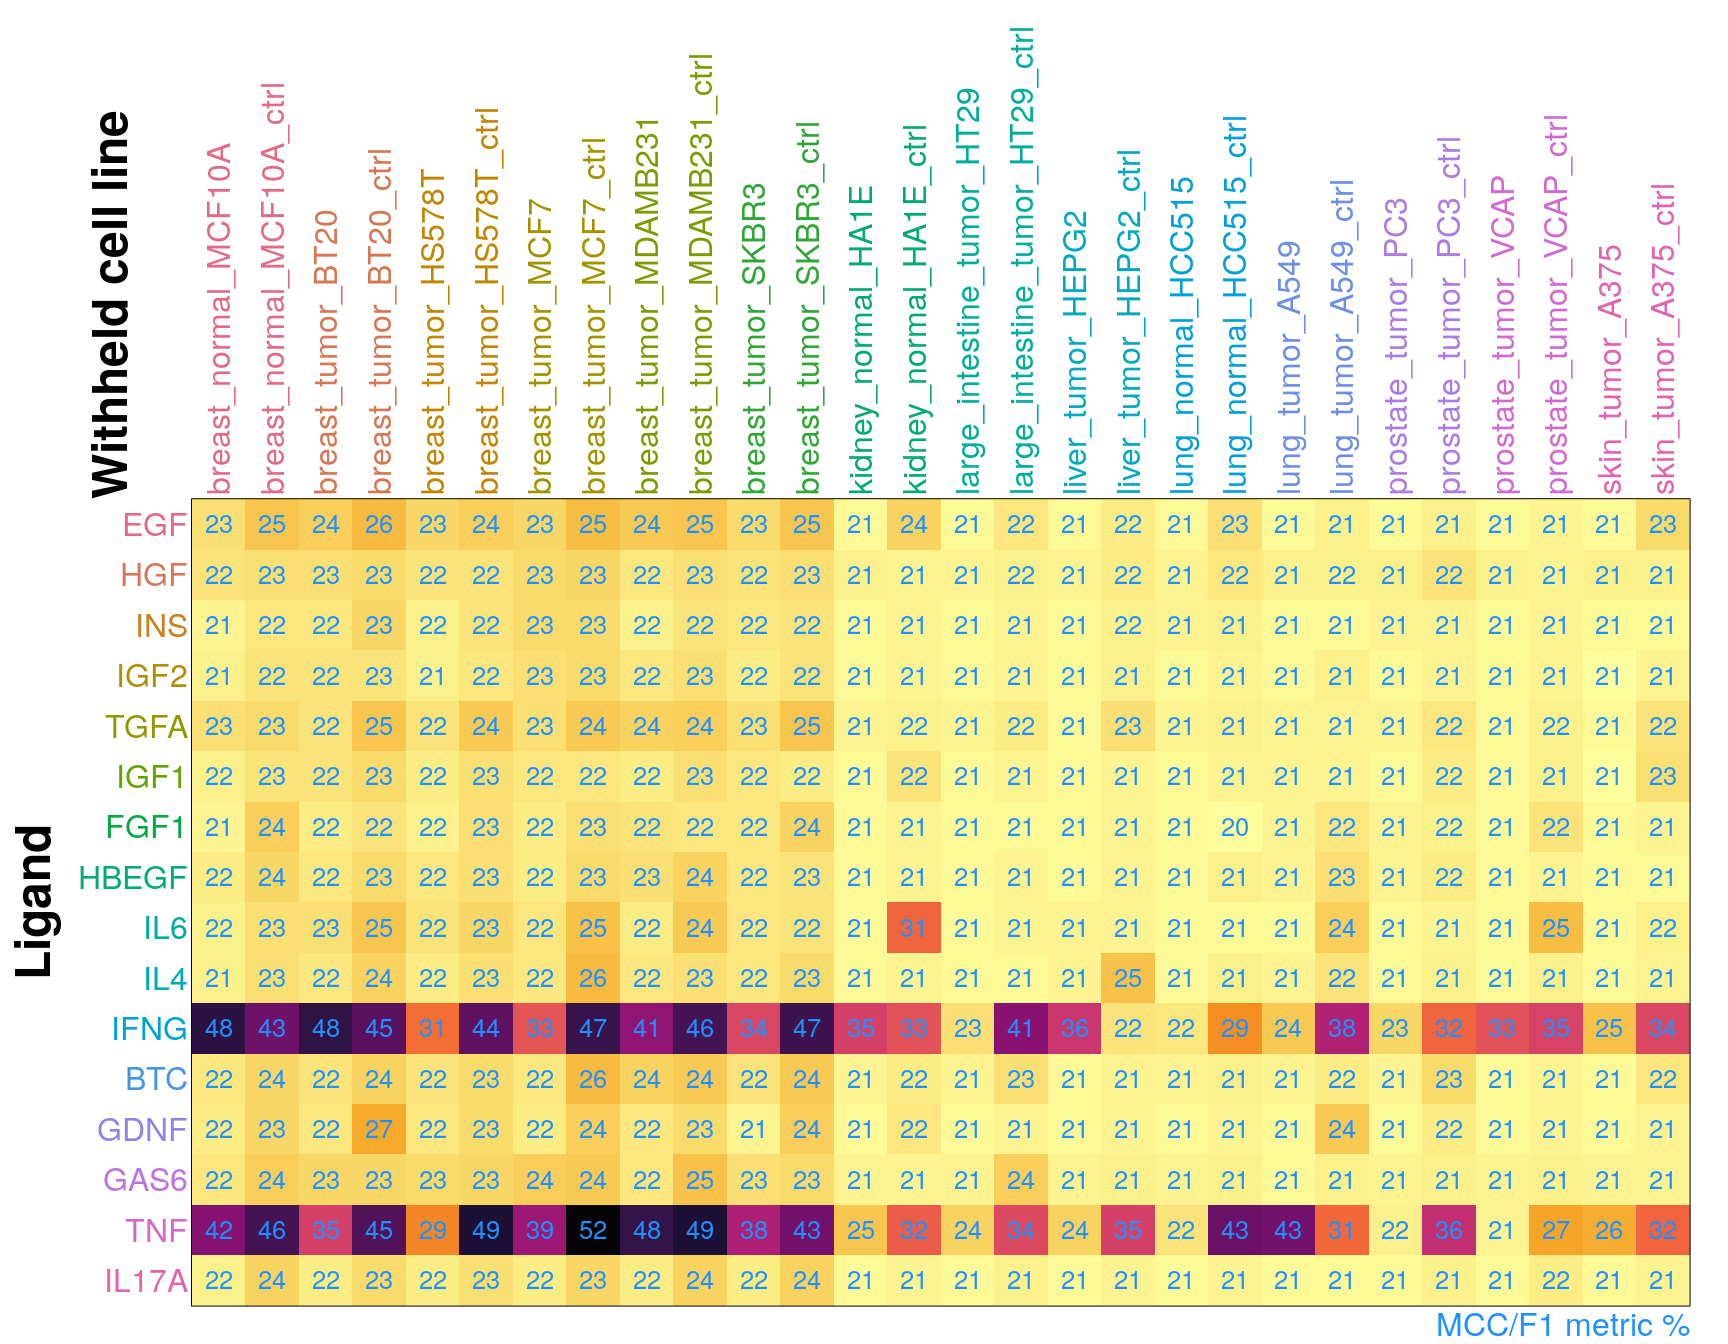 Withheld cell line
breast_normal_MCF10A
breast_normal_MCF10A_ctrl
breast_tumor_BT20
breast_tumor_BT20_ctrl
breast_tumor_HS578T
breast_tumor_HS578T_ctrl
breast_tumor_MCF7
breast_tumor_MCF7_ctrl
breast_tumor_MDAMB231
breast_tumor_MDAMB231_ctrl
breast_tumor_SKBR3
breast_tumor_SKBR3_ctrl
kidney_normal_HA1E
kidney_normal_HA1E_ctrl
large_intestine_tumor_HT29
large_intestine_tumor_HT29_ctrl
liver_tumor_HEPG2
liver_tumor_HEPG2_ctrl
lung_normal_HCC515
lung_normal_HCC515_ctrl
lung_tumor_A549
lung_tumor_A549_ctrl
prostate_tumor_PC3
prostate_tumor_PC3_ctrl
prostate_tumor_VCAP
prostate_tumor_VCAP_ctrl
skin_tumor_A375
skin_tumor_A375_ctrl
Ligand
EGF 23 25 24 26 23 24 23 25 24 25 23 25 21 24 21 22 21 22 21 23 21 21 21 21 21 21 21 23
HGF 22 23 23 23 22 22 23 23 22 23 22 23 21 21 21 22 21 22 21 22 21 22 21 22 21 21 21 21
INS 21 22 22 23 22 22 23 23 22 22 22 22 21 21 21 21 21 22 21 21 21 21 21 21 21 21 21 21
IGF2 21 22 22 23 21 22 23 23 22 23 22 22 21 21 21 21 21 21 21 21 21 21 21 21 21 21 21 21
TGFA 23 23 22 25 22 24 23 24 24 24 23 25 21 22 21 22 21 23 21 21 21 21 21 22 21 22 21 22
IGF1 22 23 22 23 22 23 22 22 22 23 22 22 21 22 21 21 21 21 21 21 21 21 21 22 21 21 21 23
FGF1 21 24 22 22 22 23 22 23 22 22 22 24 21 21 21 21 21 21 21 20 21 22 21 22 21 22 21 21
HBEGF 22 24 22 23 22 23 22 23 23 24 22 23 21 21 21 21 21 21 21 21 21 23 21 22 21 21 21 21
IL6 22 23 23 25 22 23 22 25 22 24 22 22 21 31 21 21 21 21 21 21 21 24 21 21 21 25 21 22
IL4 21 23 22 24 22 23 22 26 22 23 22 23 21 21 21 21 21 25 21 21 21 22 21 21 21 21 21 21
IFNG 48 43 48 45 31 44 33 47 41 46 34 47 35 33 23 41 36 22 22 29 24 38 23 32 33 35 25 34
BTC 22 24 22 24 22 23 22 26 24 24 22 24 21 22 21 23 21 21 21 21 21 22 21 23 21 21 21 22
GDNF 22 23 22 27 22 23 22 24 22 23 21 24 21 22 21 21 21 21 21 21 21 24 21 22 21 21 21 21
GAS6 22 24 23 23 23 23 24 24 22 25 23 23 21 21 21 24 21 21 21 21 21 21 21 21 21 21 21 21
TNF 42 46 35 45 29 49 39 52 48 49 38 43 25 32 24 34 24 35 22 43 43 31 22 36 21 27 26 32
IL17A 22 24 22 23 22 23 22 23 22 24 22 24 21 21 21 21 21 21 21 21 21 21 21 21 21 22 21 21
MCC/F1 metric %